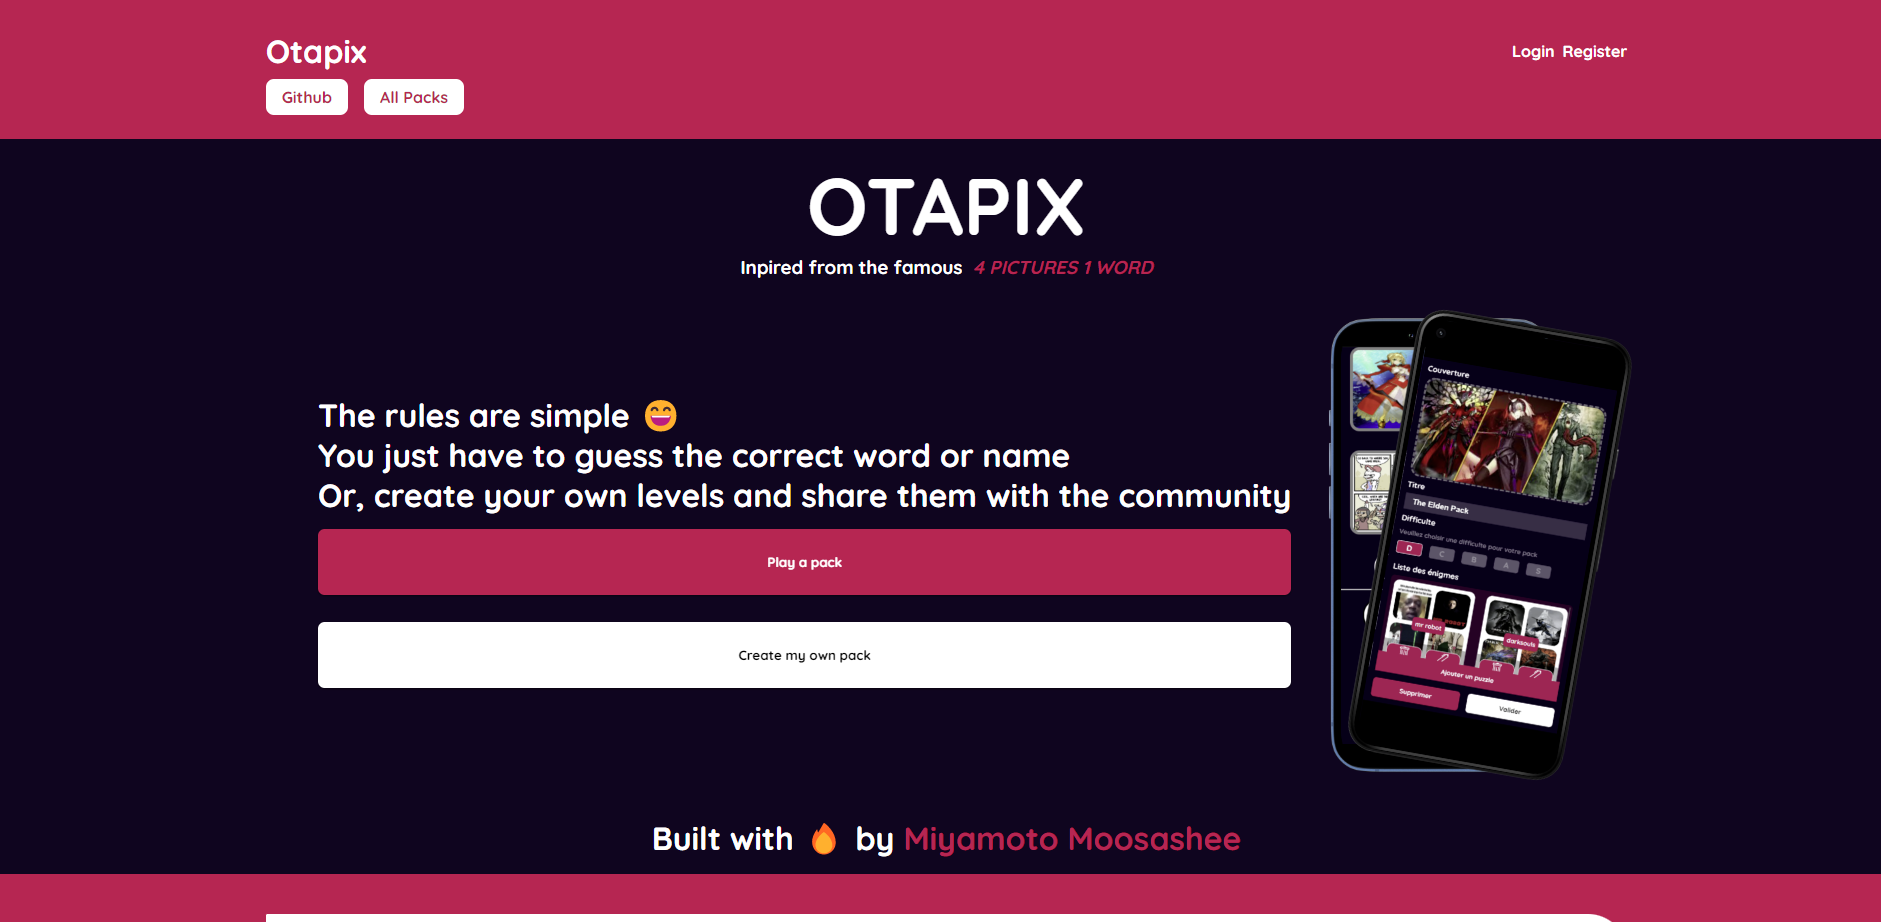 Otapix
Login Register
Github
All Packs
OTAPIX
Inpired from the famous 4 PICTURES 1 WORD
The rules are simple 😄
You just have to guess the correct word or name
Or, create your own levels and share them with the community
Play a pack
Create my own pack
Couverture
Titre
The Elden Pack
Difficulte
Veuillez choisir une difficulte pour votre pack
D C B A S
Liste des énigmes
mr robot
darksouls
Ajouter un puzzle
Supprimer
Valider
Built with 🔥 by Miyamoto Moosashee